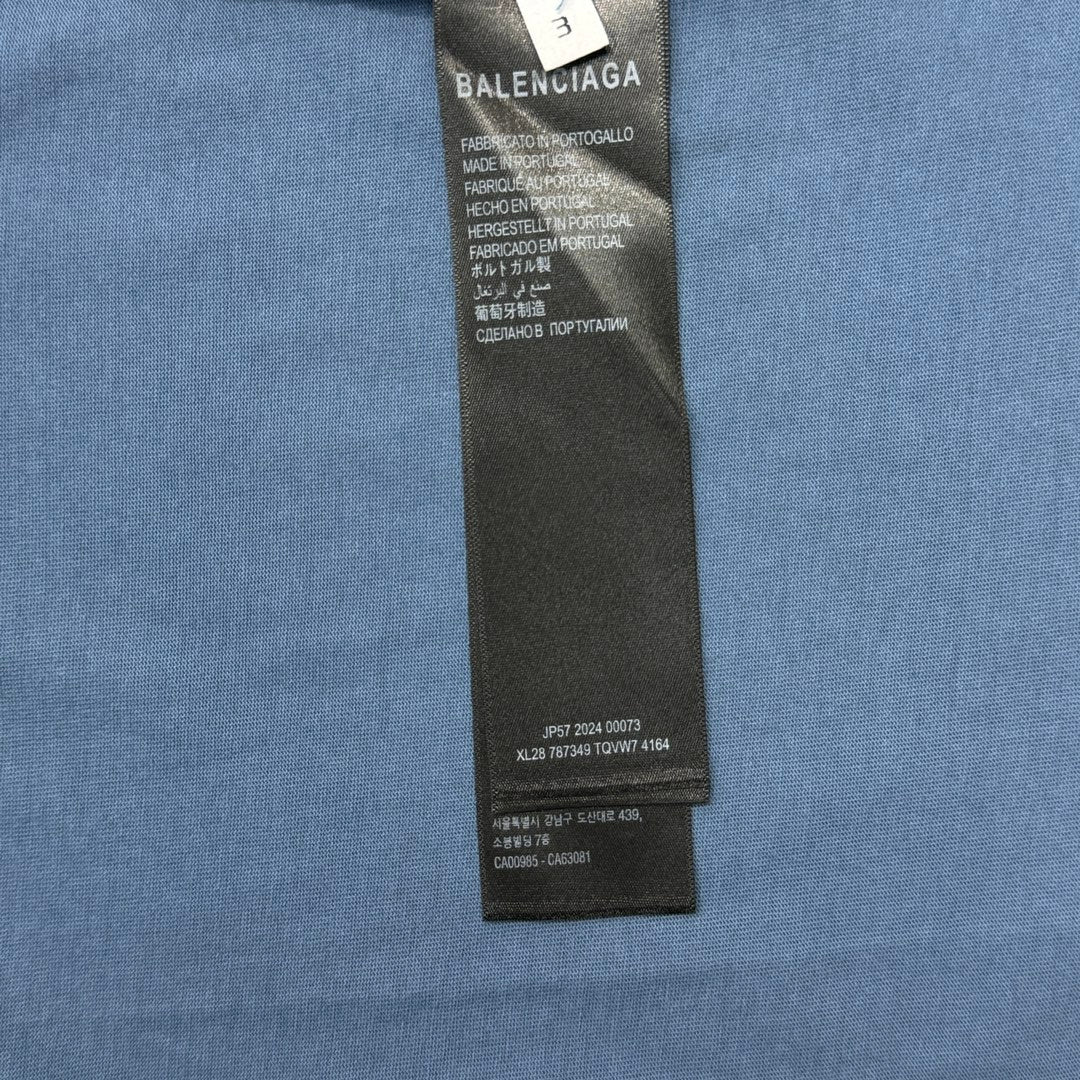 3
BALENCIAGA
FABBRICATO IN PORTOGALLO
MADE IN PORTUGAL
FABRIQUÉ AU PORTUGAL
HECHO EN PORTUGAL
HERGESTELLT IN PORTUGAL
FABRICADO EM PORTUGAL
ポルトガル製
صنع في البرتغال
葡萄牙制造
СДЕЛАНО В ПОРТУГАЛИИ
JP57 2024 00073
XL28 787349 TQVW7 4164
서울특별시 강남구 도산대로 439,
소봉빌딩 7층
CA00985 - CA63081